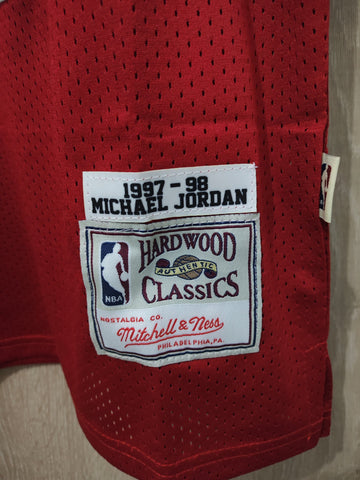 1997-98
MICHAEL JORDAN
HARDWOOD
AUTHENTIC
CLASSICS
NBA
NOSTALGIA CO.
Mitchell & Ness
PHILADELPHIA, PA.